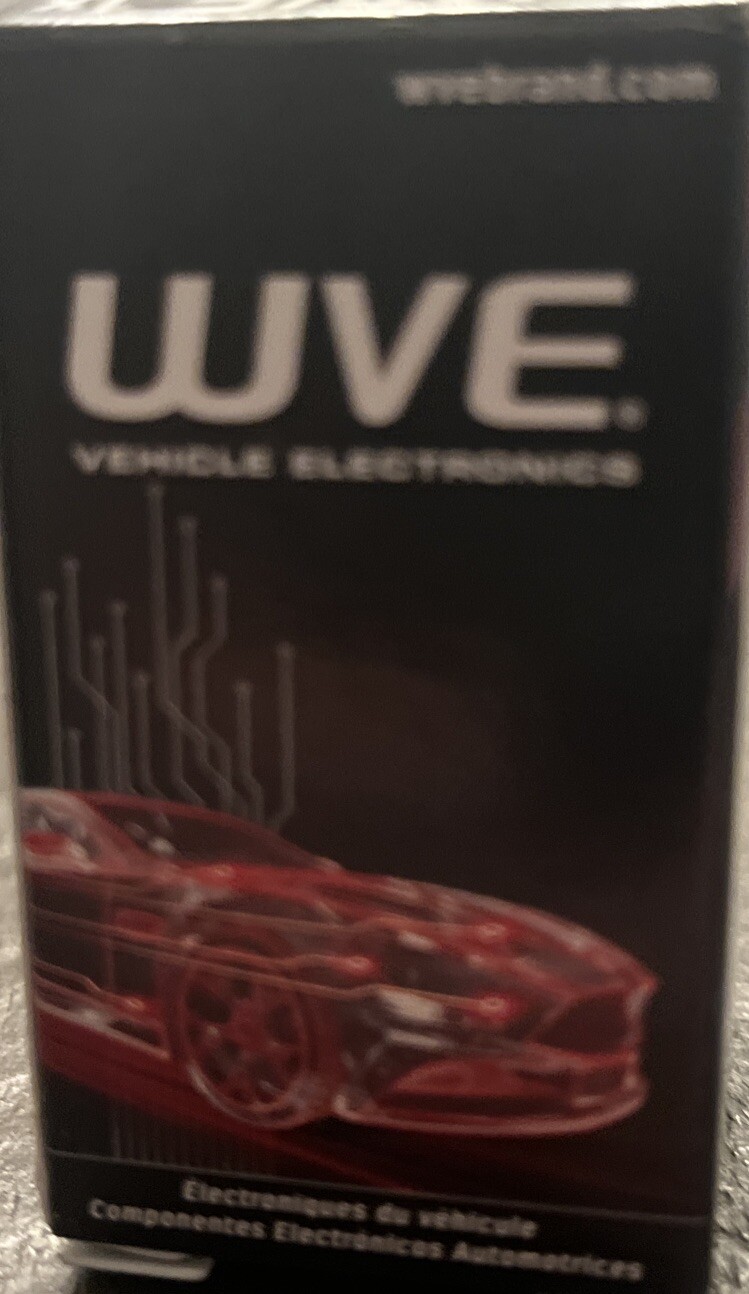 wvebrand.com
WVE
VEHICLE ELECTRONICS
Électroniques du véhicule
Componentes Electrónicos Automotrices